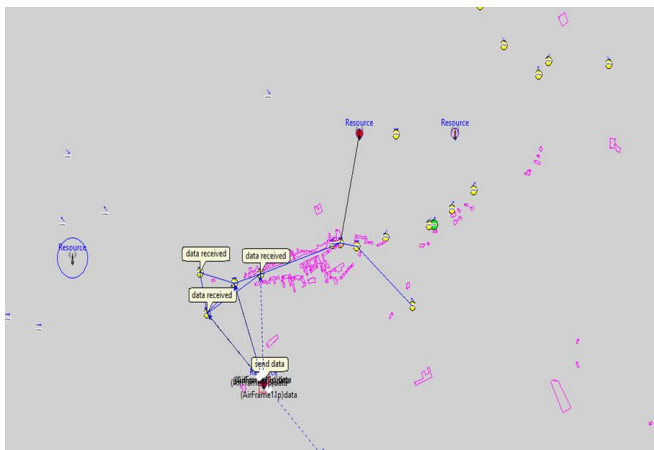 Resource
Resource
Resource
data received
data received
data received
send data
(AirFrame11p)data